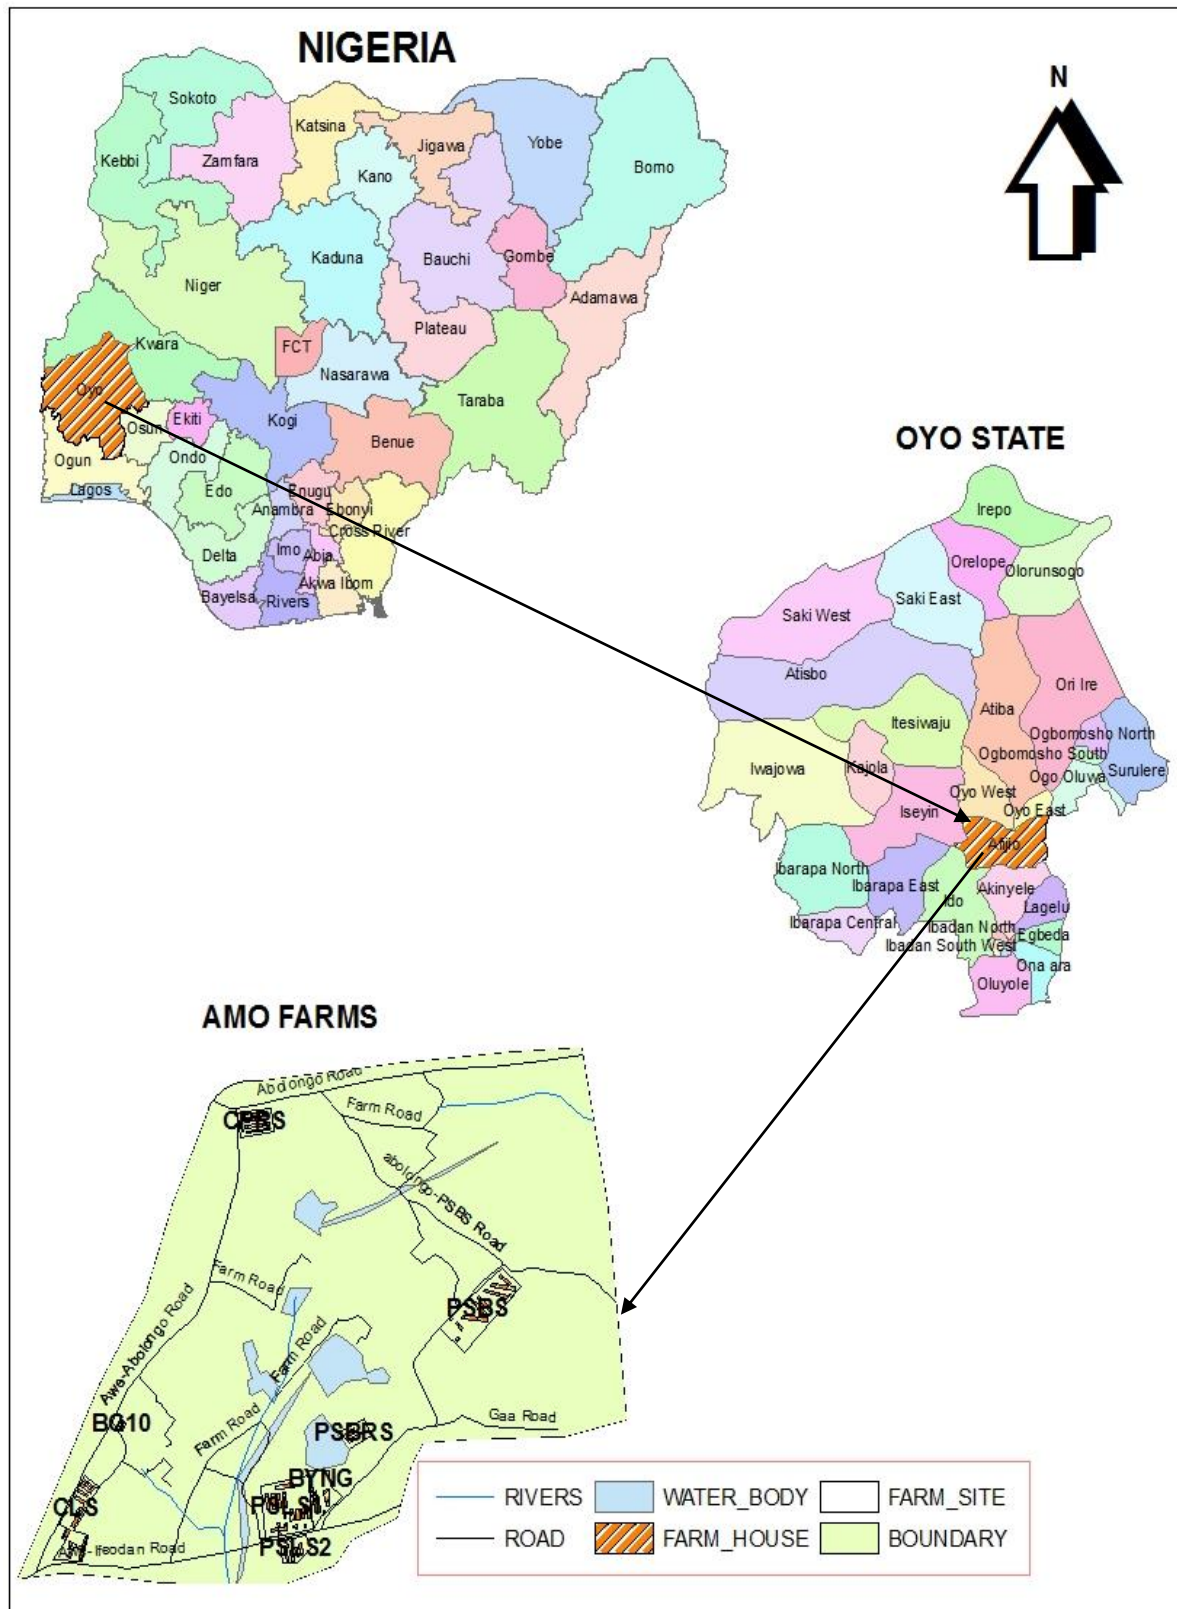 NIGERIA
N
Sokoto
Katsina
Kebbi
Zamfara
Jigawa
Yobe
Borno
Kano
Kaduna
Bauchi
Gombe
Niger
Adamawa
Plateau
Kwara
FCT
Nasarawa
Oyo
Taraba
Ekiti
Kogi
Osun
Benue
Ogun
Ondo
Lagos
Edo
Enugu
Anambra
Ebonyi
Cross River
Delta
Imo
Abia
Akwa Ibom
Bayelsa
Rivers
OYO STATE
Irepo
Orelope
Olorunsogo
Saki East
Saki West
Atisbo
Ori Ire
Itesiwaju
Atiba
Ogbomosho North
Ogbomosho South
Iwajowa
Kajola
Ogo Oluwa
Surulere
Oyo West
Iseyin
Oyo East
Afijio
Ibarapa North
Ibarapa East
Akinyele
Ido
Lagelu
Ibarapa Central
Ibadan North
Egbeda
Ibadan South West
Ona ara
Oluyole
AMO FARMS
Abolongo Road
CPRS
Farm Road
abolongo-PSBS Road
Farm Road
PSBS
Awe-Abolongo Road
Farm Road
Farm Road
Gaa Road
BG10
PSBRS
BYNG
CLS
PSLS1
PSLS2
RIVERS
WATER_BODY
FARM_SITE
ROAD
FARM_HOUSE
BOUNDARY